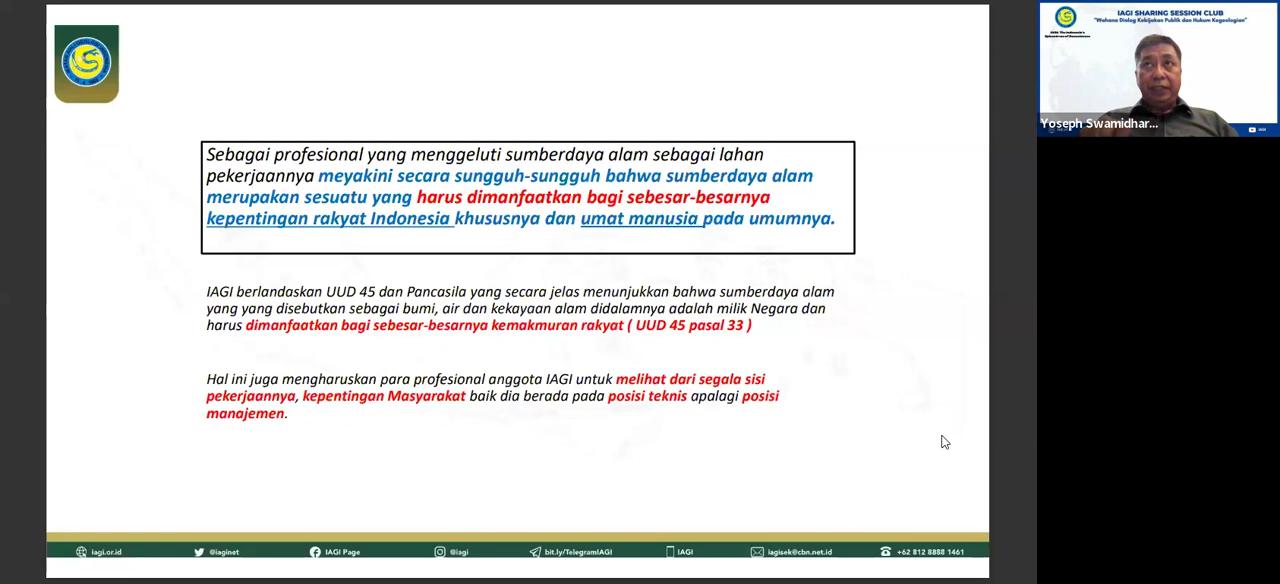 Sebagai profesional yang menggeluti sumberdaya alam sebagai lahan
pekerjaannya meyakini secara sungguh-sungguh bahwa sumberdaya alam
merupakan sesuatu yang harus dimanfaatkan bagi sebesar-besarnya
kepentingan rakyat Indonesia khususnya dan umat manusia pada umumnya.
IAGI berlandaskan UUD 45 dan Pancasila yang secara jelas menunjukkan bahwa sumberdaya alam
yang yang disebutkan sebagai bumi, air dan kekayaan alam didalamnya adalah milik Negara dan
harus dimanfaatkan bagi sebesar-besarnya kemakmuran rakyat ( UUD 45 pasal 33 )
Hal ini juga mengharuskan para profesional anggota IAGI untuk melihat dari segala sisi
pekerjaannya, kepentingan Masyarakat baik dia berada pada posisi teknis apalagi posisi
manajemen.
iagi.or.id @iaginet IAGI Page @iagi bit.ly/TelegramIAGI IAGI iagisek@cbn.net.id +62 812 8888 1461
IAGI SHARING SESSION CLUB
"Wahana Dialog Kebijakan Publik dan Hukum Kegeologian"
Yoseph Swamidhar...